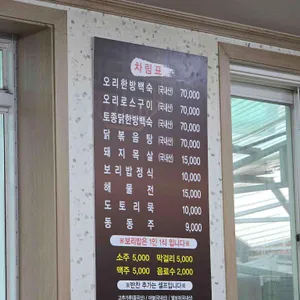 차림표
오리한방백숙 (국내산) 70,000
오리로스구이 (국내산) 70,000
토종닭한방백숙 (국내산) 70,000
닭볶음탕 (국내산) 70,000
돼지목살 (국내산) 15,000
보리밥정식 10,000
해물전 15,000
도토리묵 10,000
동동주 9,000
※보리밥은 1인 1식 입니다※
소주 5,000 막걸리 5,000
맥주 5,000 음료수 2,000
※반찬 추가는 셀프입니다※